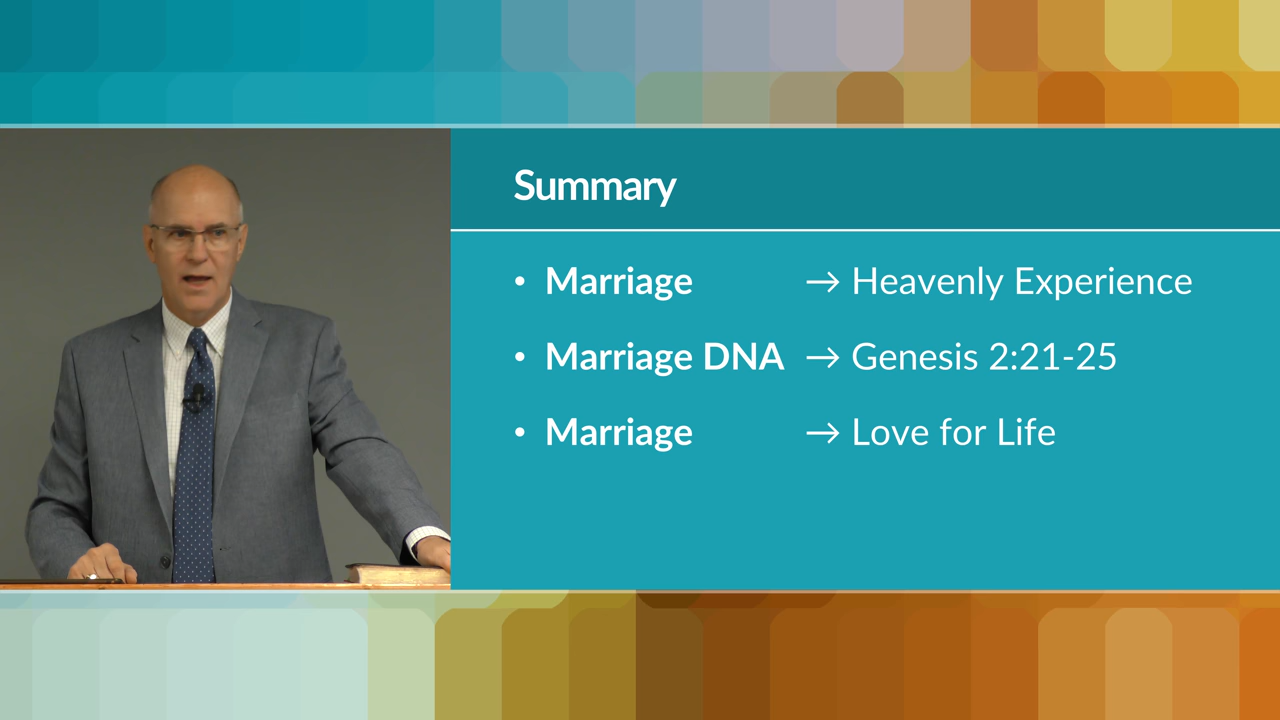 Summary
• Marriage → Heavenly Experience
• Marriage DNA → Genesis 2:21-25
• Marriage → Love for Life